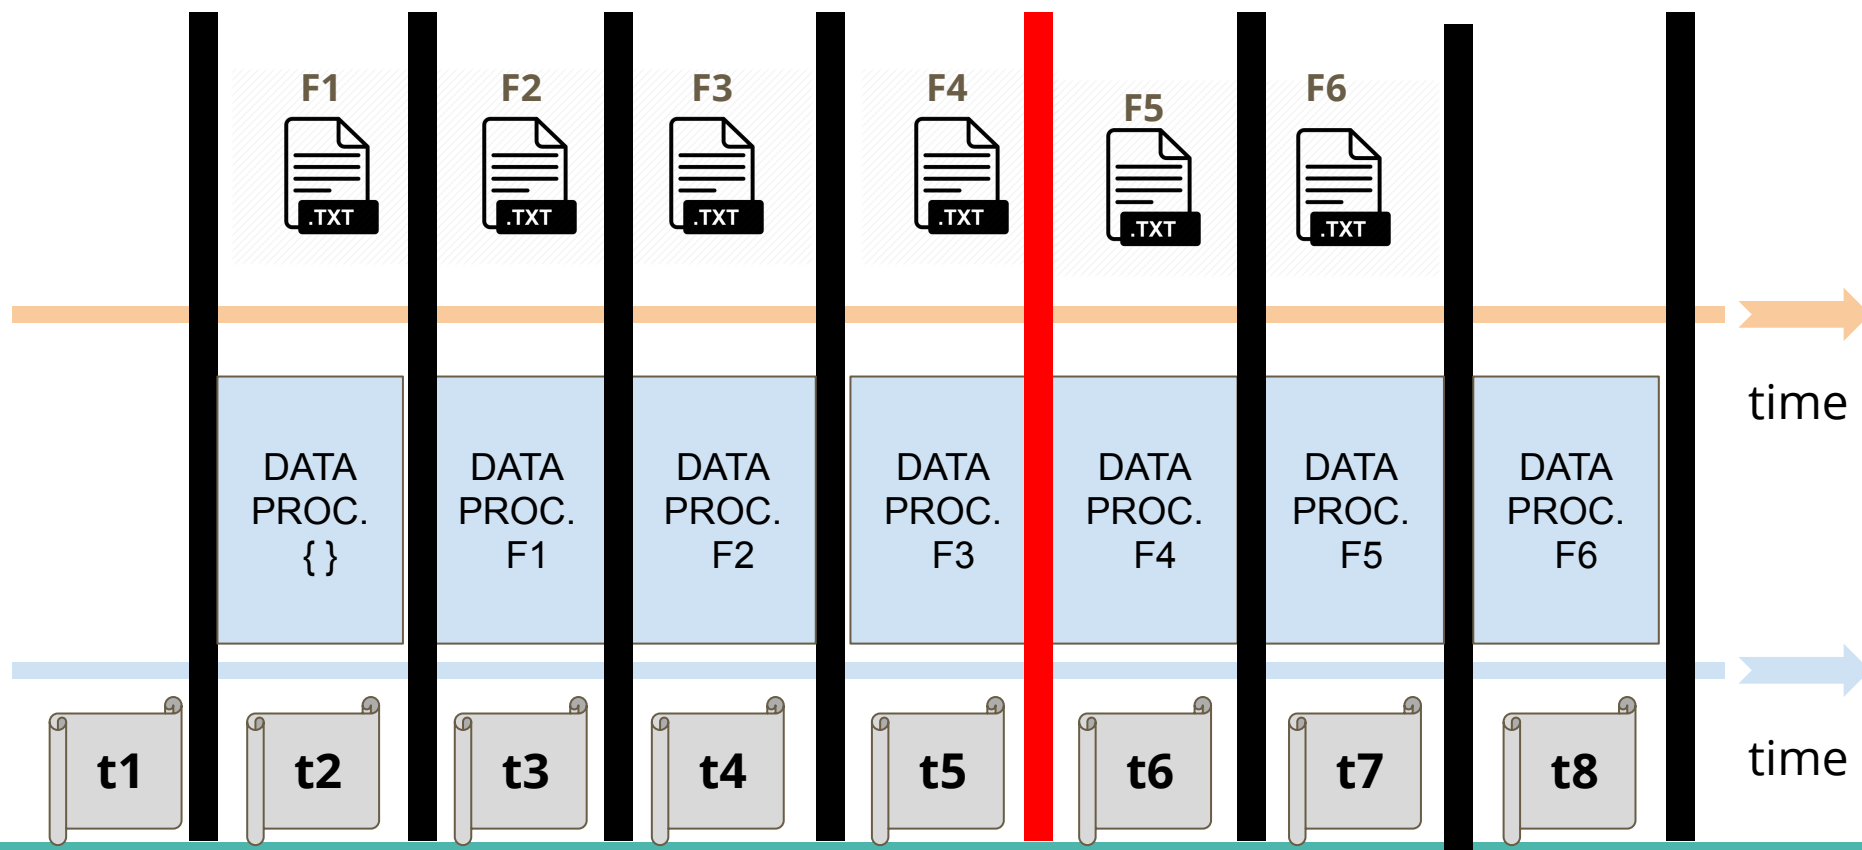 F1
F2
F3
F4
F5
F6
.TXT
.TXT
.TXT
.TXT
.TXT
.TXT
time
DATA
PROC.
{ }
DATA
PROC.
F1
DATA
PROC.
F2
DATA
PROC.
F3
DATA
PROC.
F4
DATA
PROC.
F5
DATA
PROC.
F6
t1
t2
t3
t4
t5
t6
t7
t8
time